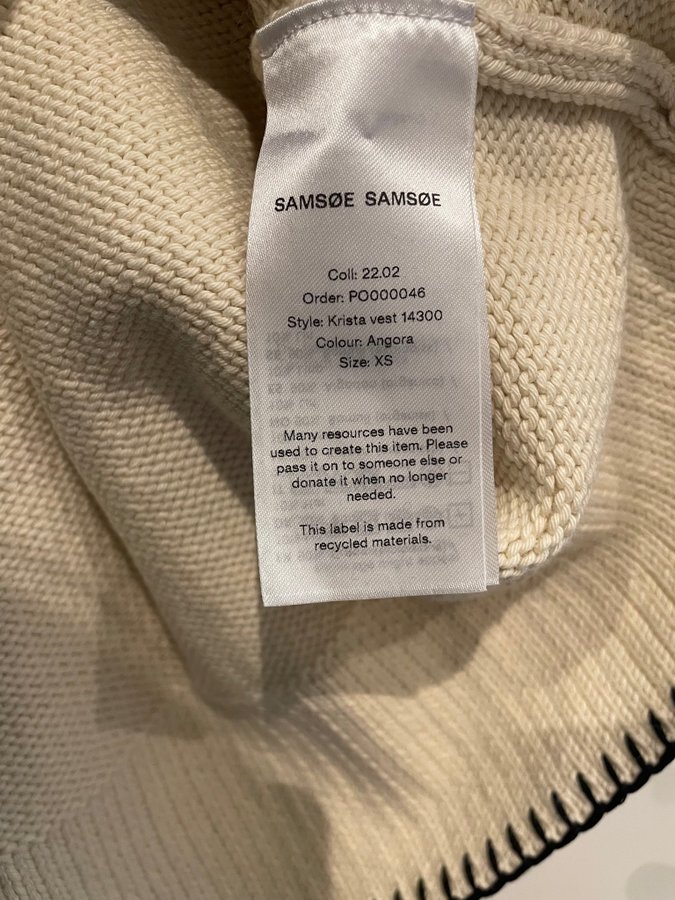 SAMSØE SAMSØE
Coll: 22.02
Order: PO000046
Style: Krista vest 14300
Colour: Angora
Size: XS
Many resources have been
used to create this item. Please
pass it on to someone else or
donate it when no longer
needed.
This label is made from
recycled materials.